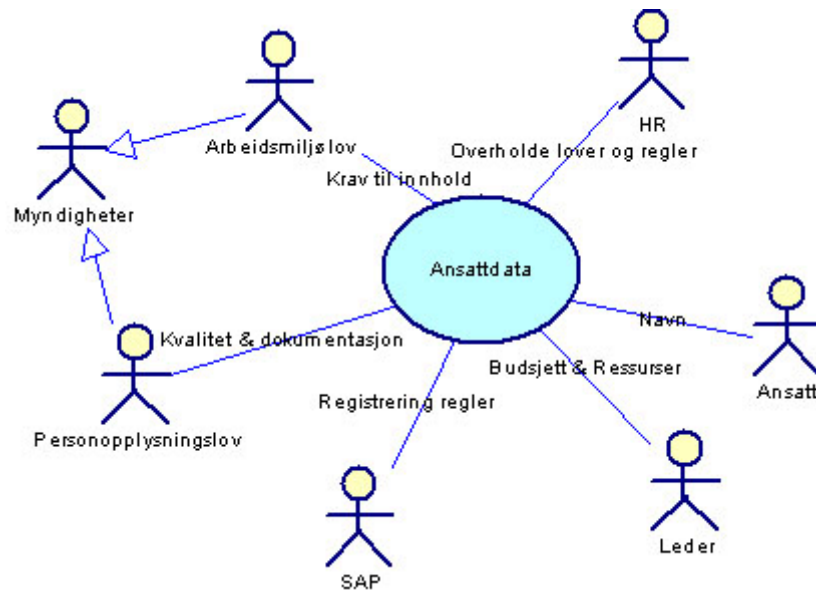 HR
Arbeidsmiljøslov
Overholde lover og regler
Krav til innhold
Myndigheter
Ansattdata
Navn
Kvalitet & dokumentasjon
Budsjett & Ressurser
Ansatt
Registrering regler
Personopplysningslov
Leder
SAP